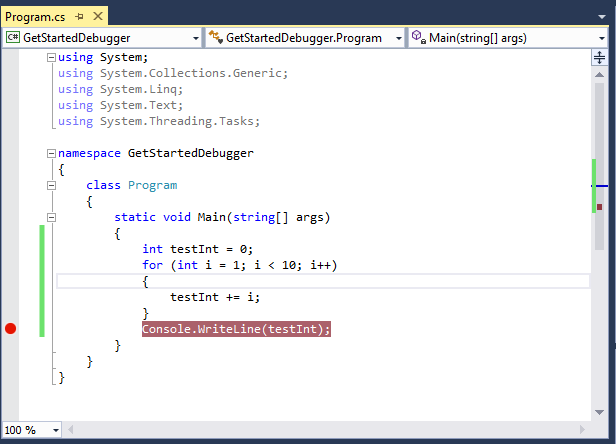 Program.cs
C# GetStartedDebugger GetStartedDebugger.Program Main(string[] args)
using System;
using System.Collections.Generic;
using System.Linq;
using System.Text;
using System.Threading.Tasks;
namespace GetStartedDebugger
{
class Program
{
static void Main(string[] args)
{
int testInt = 0;
for (int i = 1; i < 10; i++)
{
testInt += i;
}
Console.WriteLine(testInt);
}
}
}
100 %